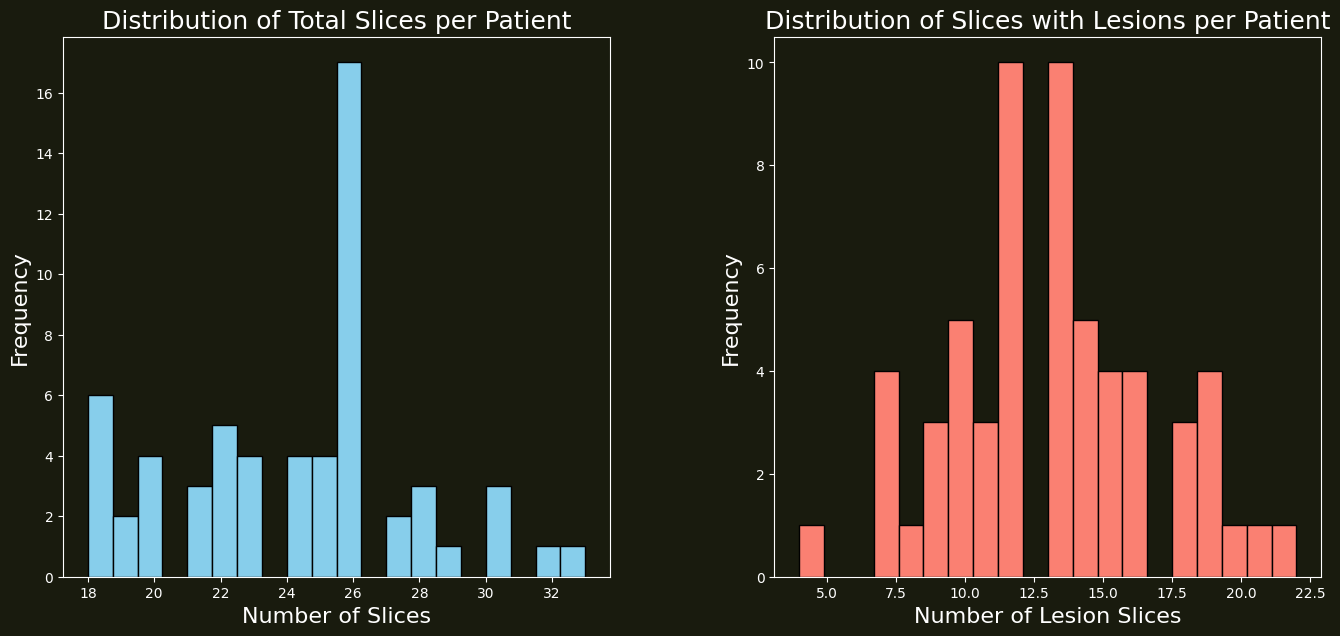 Distribution of Total Slices per Patient
Frequency
16
14
12
10
8
6
4
2
0
18 20 22 24 26 28 30 32
Number of Slices
Distribution of Slices with Lesions per Patient
Frequency
10
8
6
4
2
0
5.0 7.5 10.0 12.5 15.0 17.5 20.0 22.5
Number of Lesion Slices